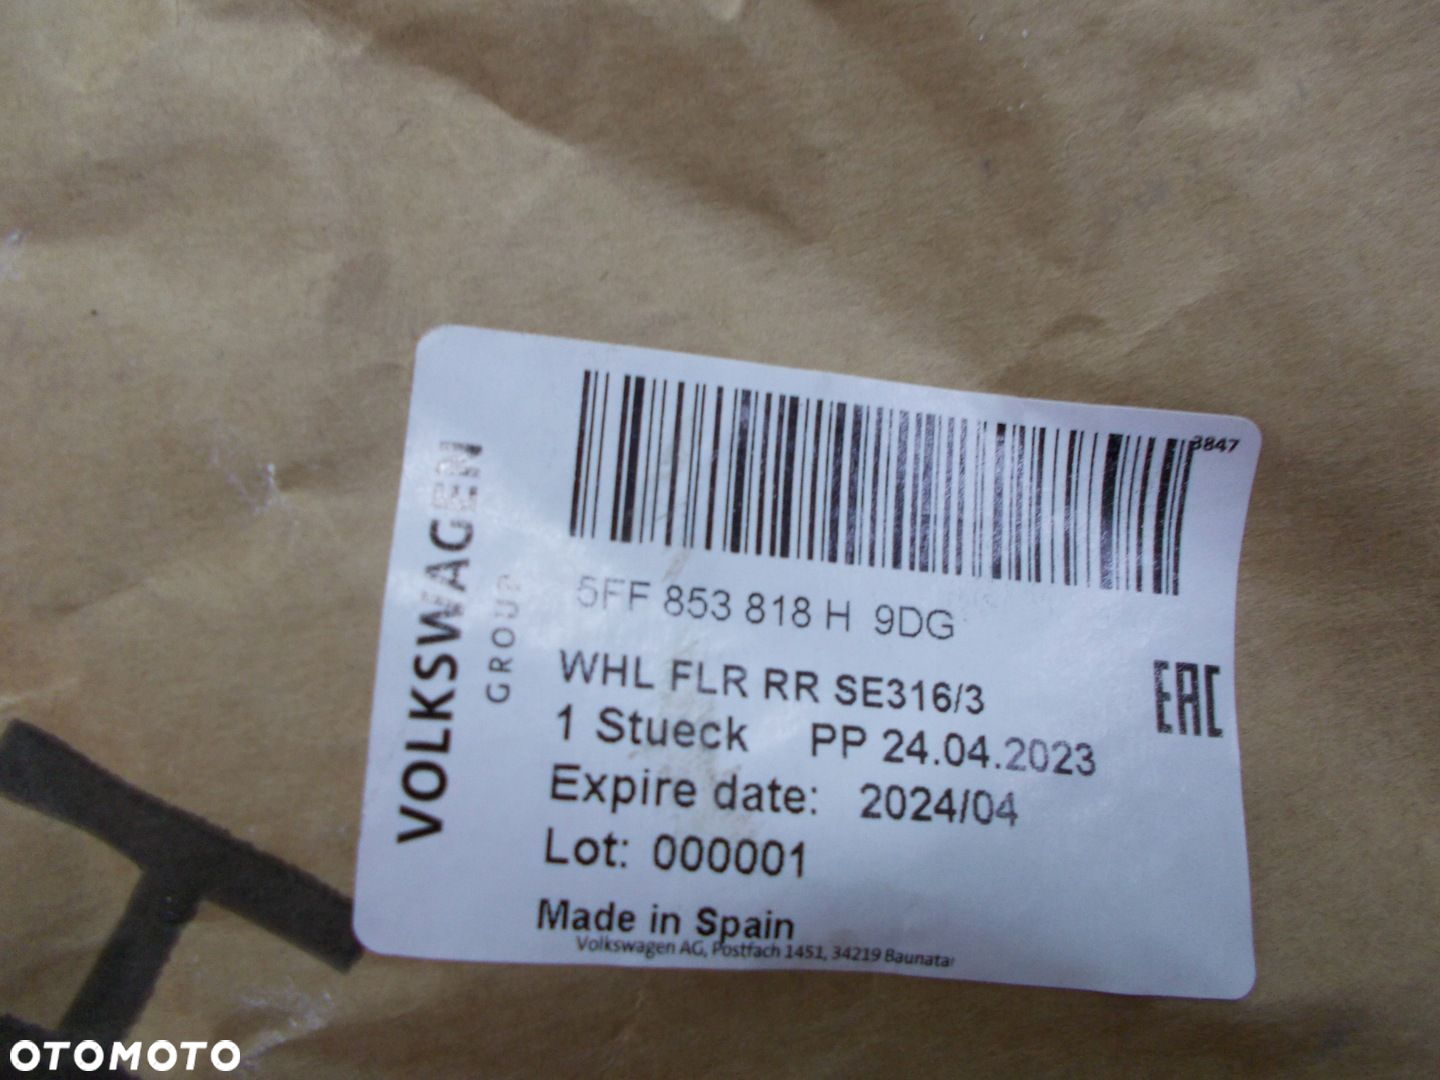 3847
VOLKSWAGEN
GROUP
5FF 853 818 H 9DG
WHL FLR RR SE316/3
1 Stueck PP 24.04.2023
Expire date: 2024/04
Lot: 000001
EAC
Made in Spain
Volkswagen AG, Postfach 1451, 34219 Baunatal
OTOMOTO